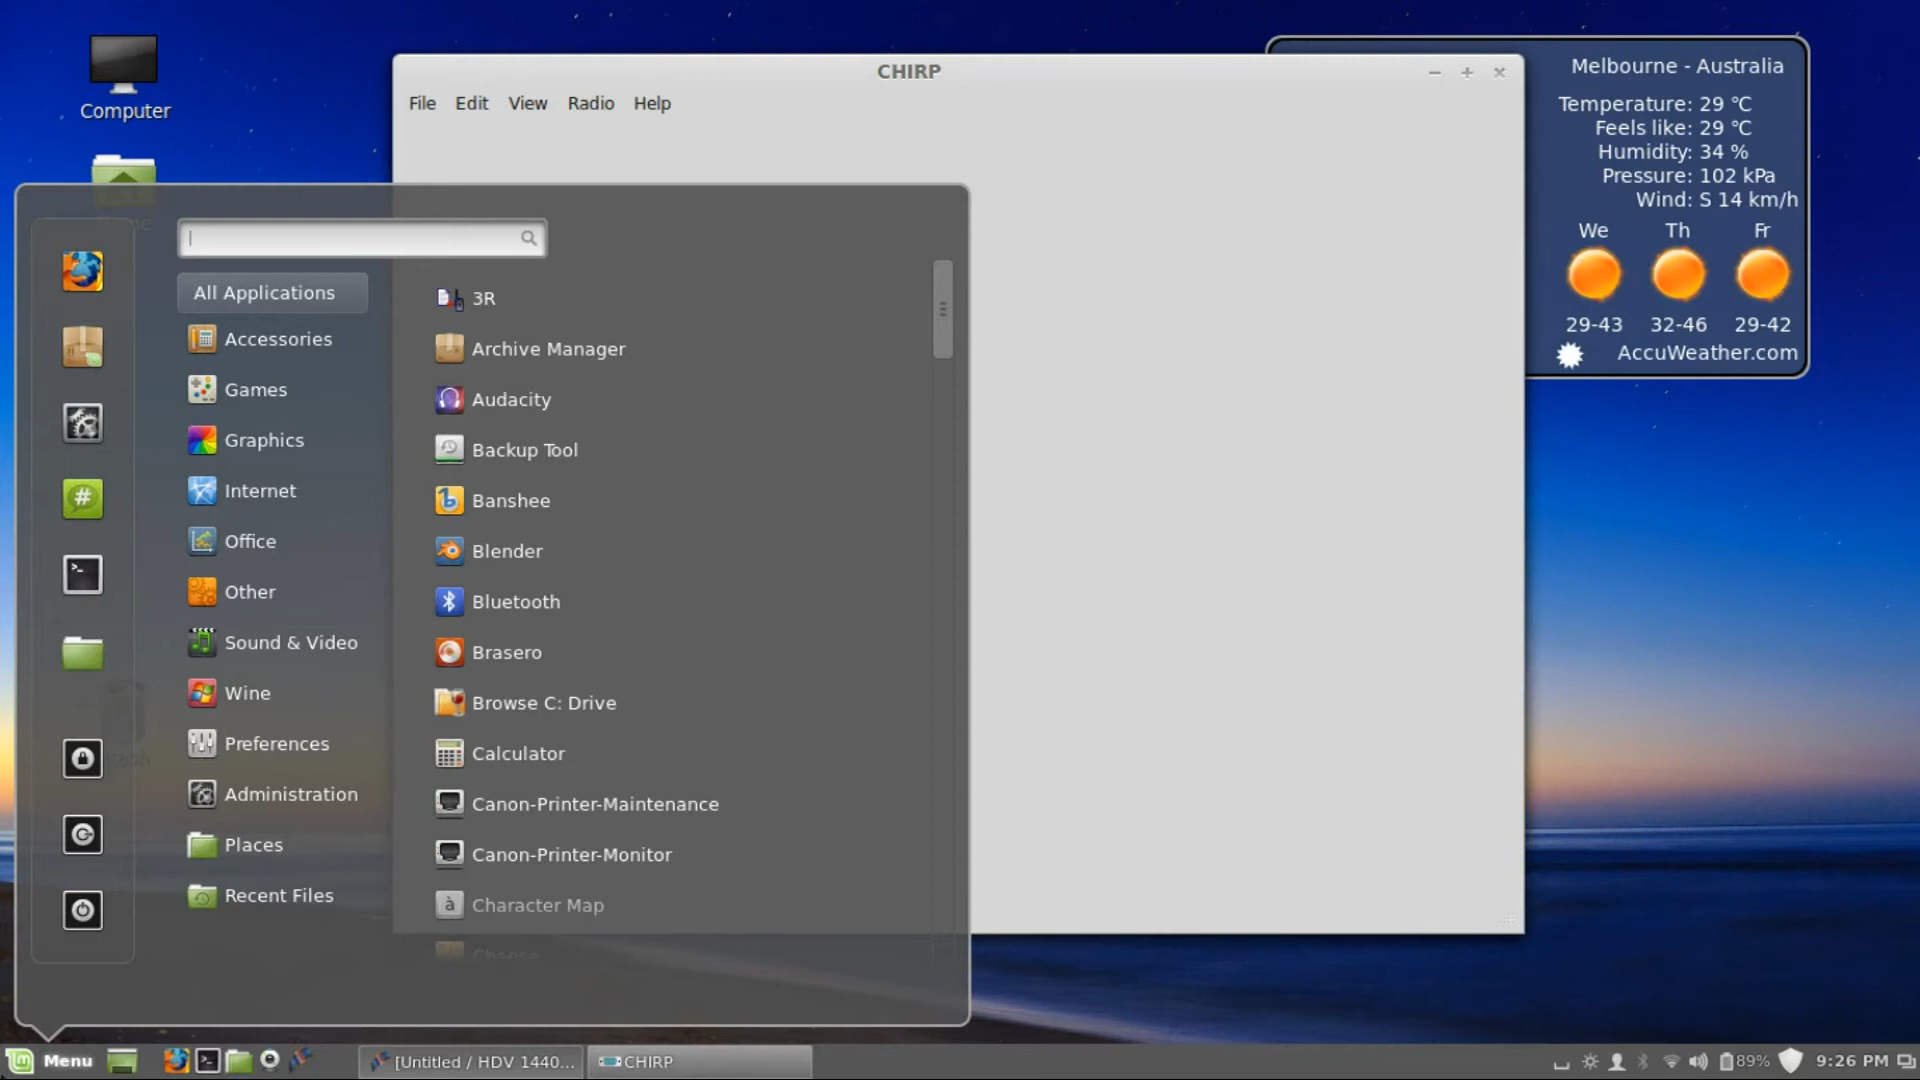 Computer
CHIRP
File Edit View Radio Help
Melbourne - Australia
Temperature: 29 °C
Feels like: 29 °C
Humidity: 34 %
Pressure: 102 kPa
Wind: S 14 km/h
We Th Fr
29-43 32-46 29-42
AccuWeather.com
All Applications
Accessories
Games
Graphics
Internet
Office
Other
Sound & Video
Wine
Preferences
Administration
Places
Recent Files
3R
Archive Manager
Audacity
Backup Tool
Banshee
Blender
Bluetooth
Brasero
Browse C: Drive
Calculator
Canon-Printer-Maintenance
Canon-Printer-Monitor
Character Map
Cheese
Menu
[Untitled / HDV 1440...
CHIRP
89%
9:26 PM